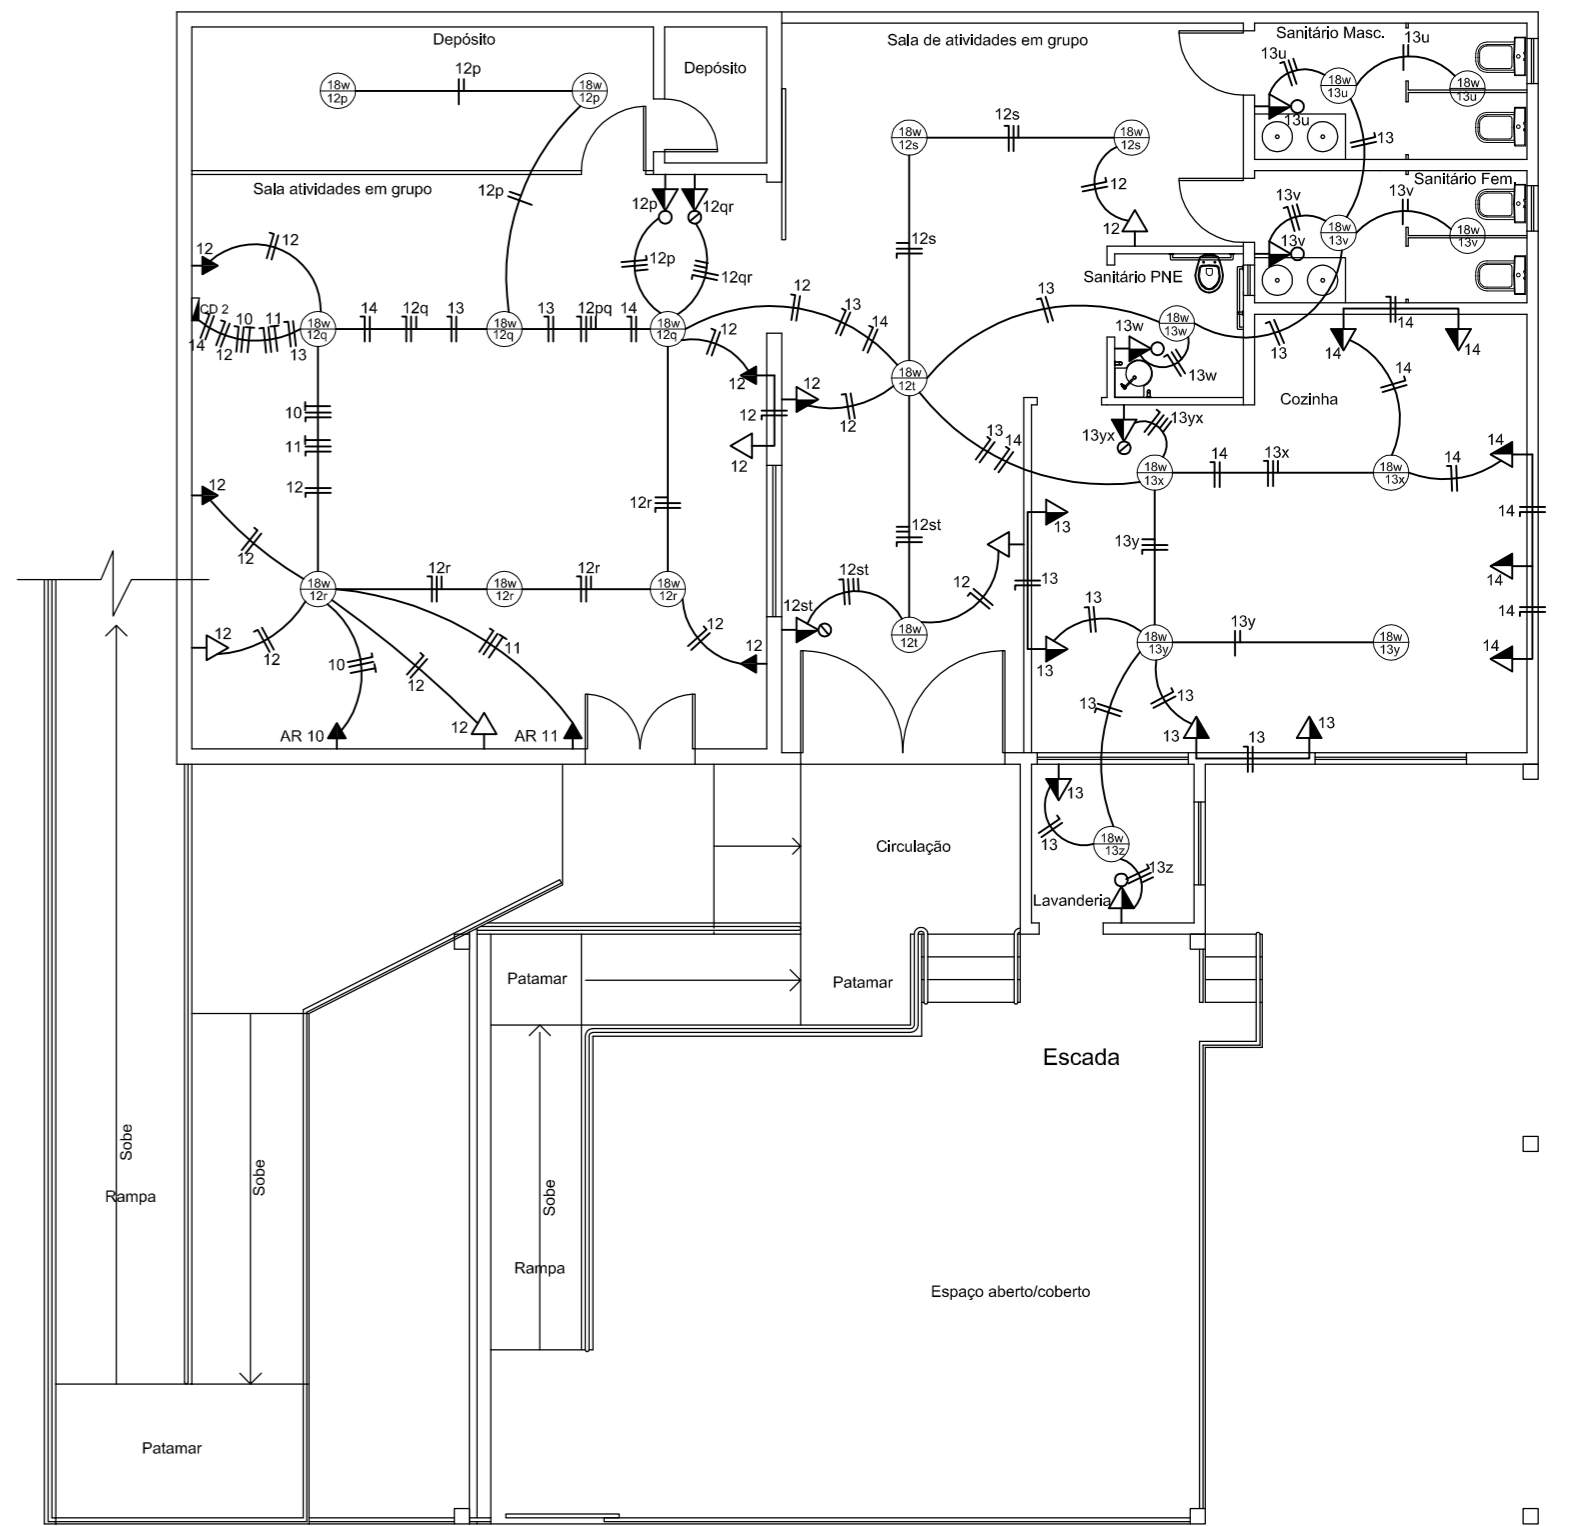 Depósito
Depósito
Sala de atividades em grupo
Sanitário Masc.
13u
13u
12p
18w
12p
18w
12p
18w
13u
18w
13u
13u
12s
18w
12s
18w
12s
13
12
12
Sala atividades em grupo
12p
12p
12qr
Sanitário Fem.
13v
13v
18w
13v
18w
13v
13v
12
12
12p
12qr
12s
Sanitário PNE
CD 2
14
12
10
11
13
18w
12q
14
12q
13
18w
12q
13
12pq
14
18w
12q
12
12
13
14
13
13w
18w
13w
13w
13
14
14
14
12
12
12
12
12
12
18w
12t
Cozinha
14
10
11
12
13
14
13yx
13yx
18w
13x
14
13x
18w
13x
14
14
14
12
12
12r
12st
13
13
13y
14
14
18w
12r
12r
18w
12r
12r
18w
12r
12st
12st
12
13
13
18w
12t
18w
13y
13y
18w
13y
14
14
12
12
10
12
11
12
12
13
13
AR 10
12
AR 11
13
13
13
13
13
18w
13z
13z
Lavanderia
Circulação
Patamar
Patamar
Escada
Sobe
Rampa
Sobe
Sobe
Rampa
Espaço aberto/coberto
Patamar